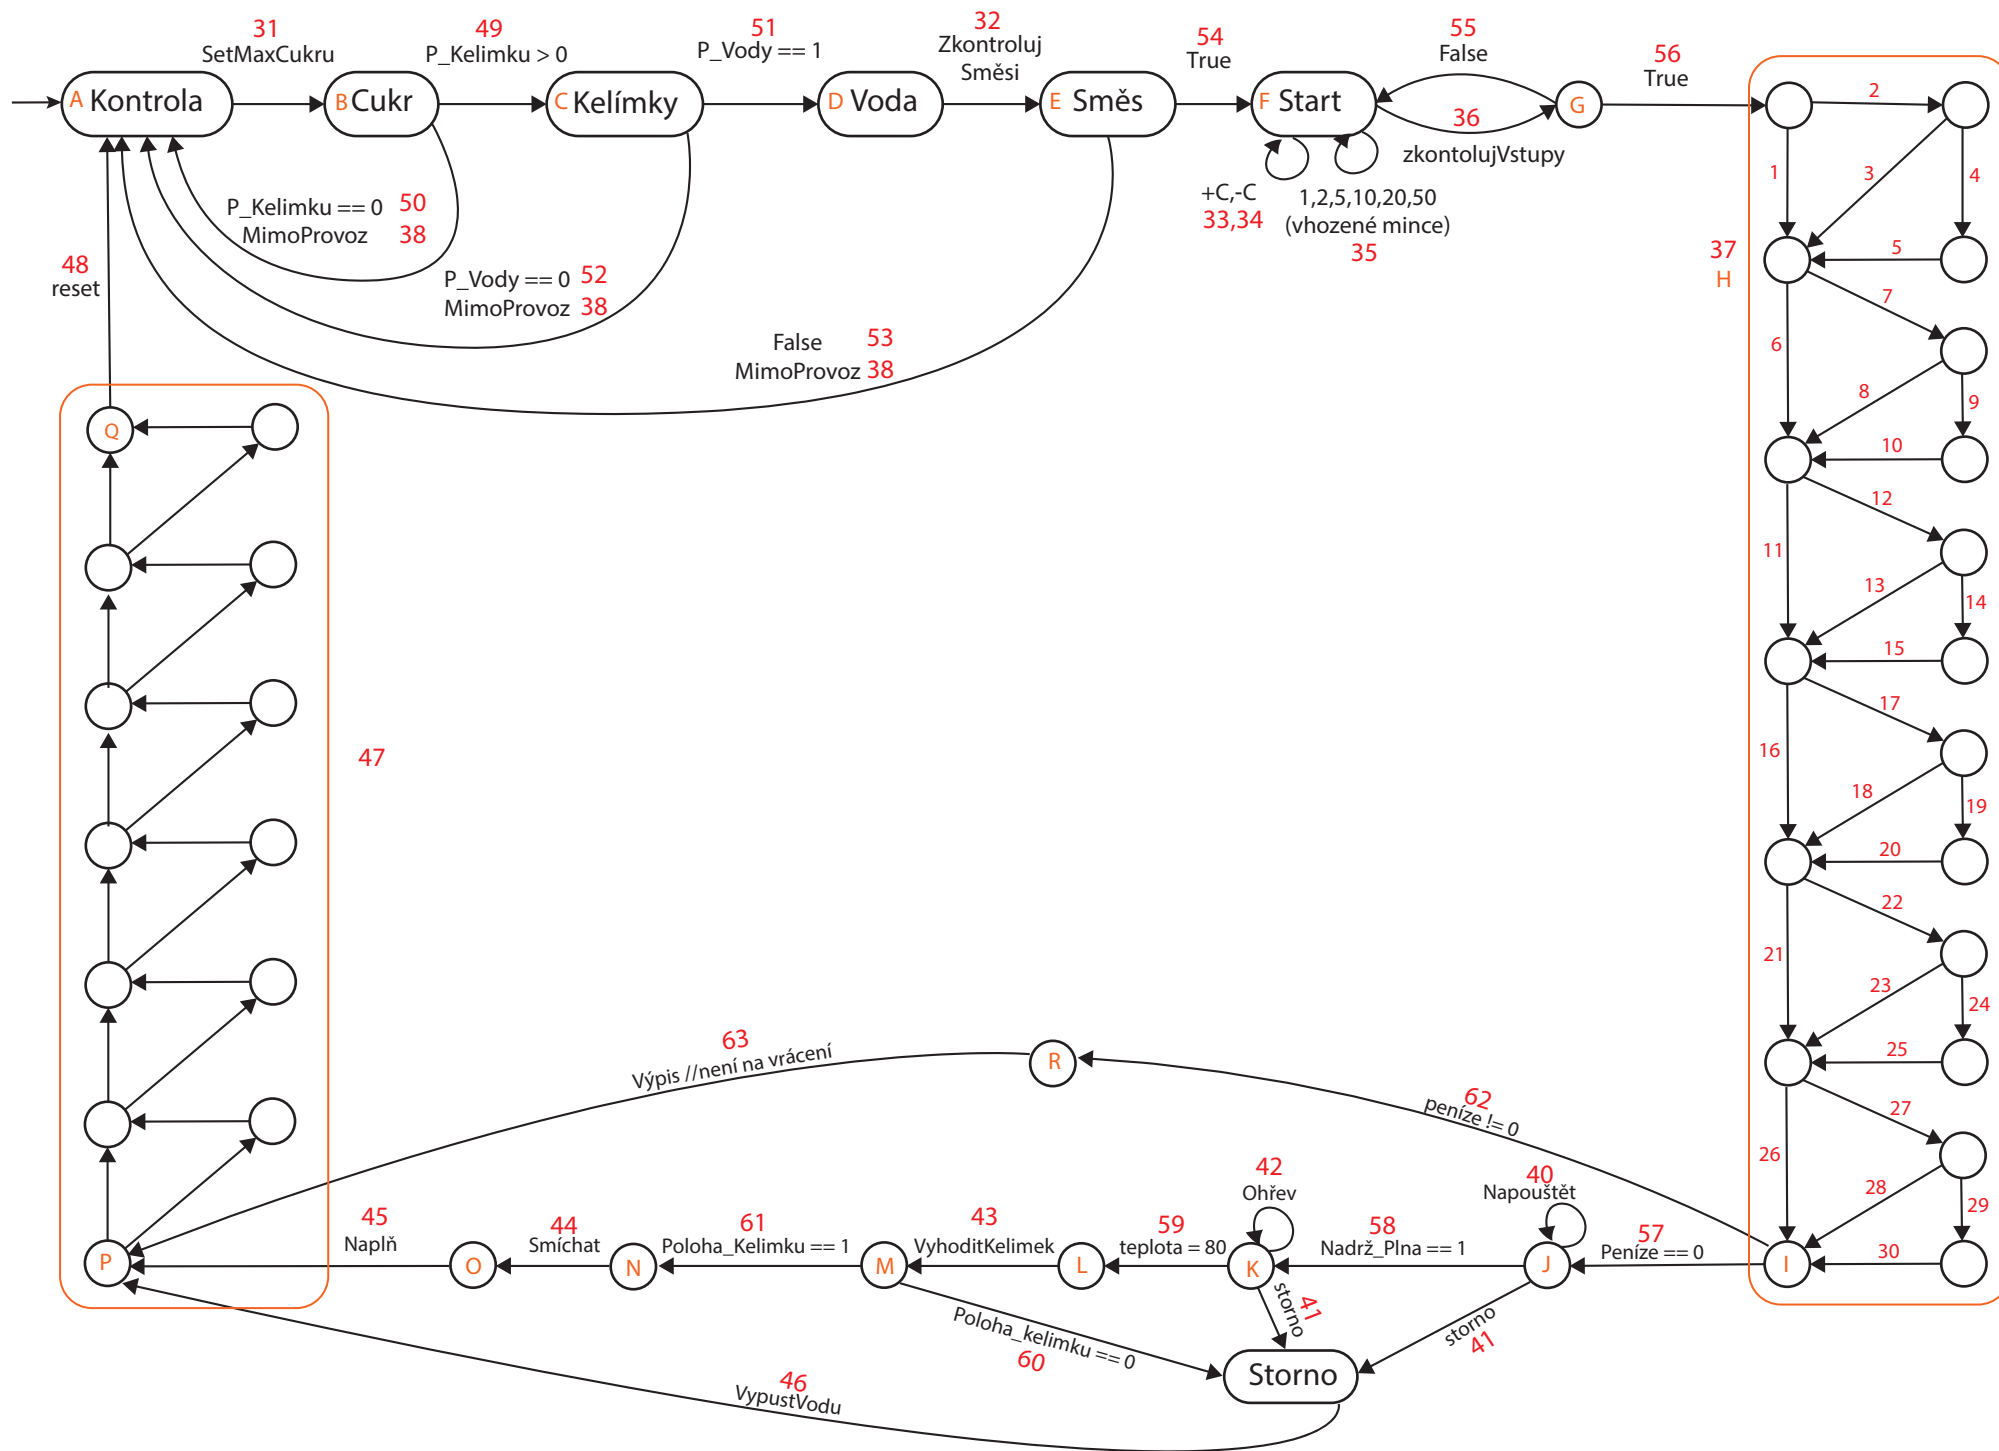 31
SetMaxCukru
49
P_Kelimku > 0
51
P_Vody == 1
32
Zkontroluj
Směsi
54
True
55
False
56
True
A Kontrola
B Cukr
C Kelímky
D Voda
E Směs
F Start
G
36
zkontolujVstupy
+C,-C
33,34
1,2,5,10,20,50
(vhozené mince)
35
P_Kelimku == 0 50
MimoProvoz 38
P_Vody == 0 52
MimoProvoz 38
False 53
MimoProvoz 38
48
reset
37
H
1
2
3
4
5
6
7
8
9
10
11
12
13
14
15
16
17
18
19
20
21
22
23
24
25
26
27
28
29
30
I
Q
47
P
63
Výpis //není na vrácení
R
62
peníze != 0
45
Naplň
O
44
Smíchat
N
61
Poloha_Kelimku == 1
M
43
VyhoditKelimek
L
59
teplota = 80
42
Ohřev
K
58
Nadrž_Plna == 1
40
Napouštět
J
57
Peníze == 0
storno
41
storno
41
Poloha_kelimku == 0
60
Storno
46
VypustVodu